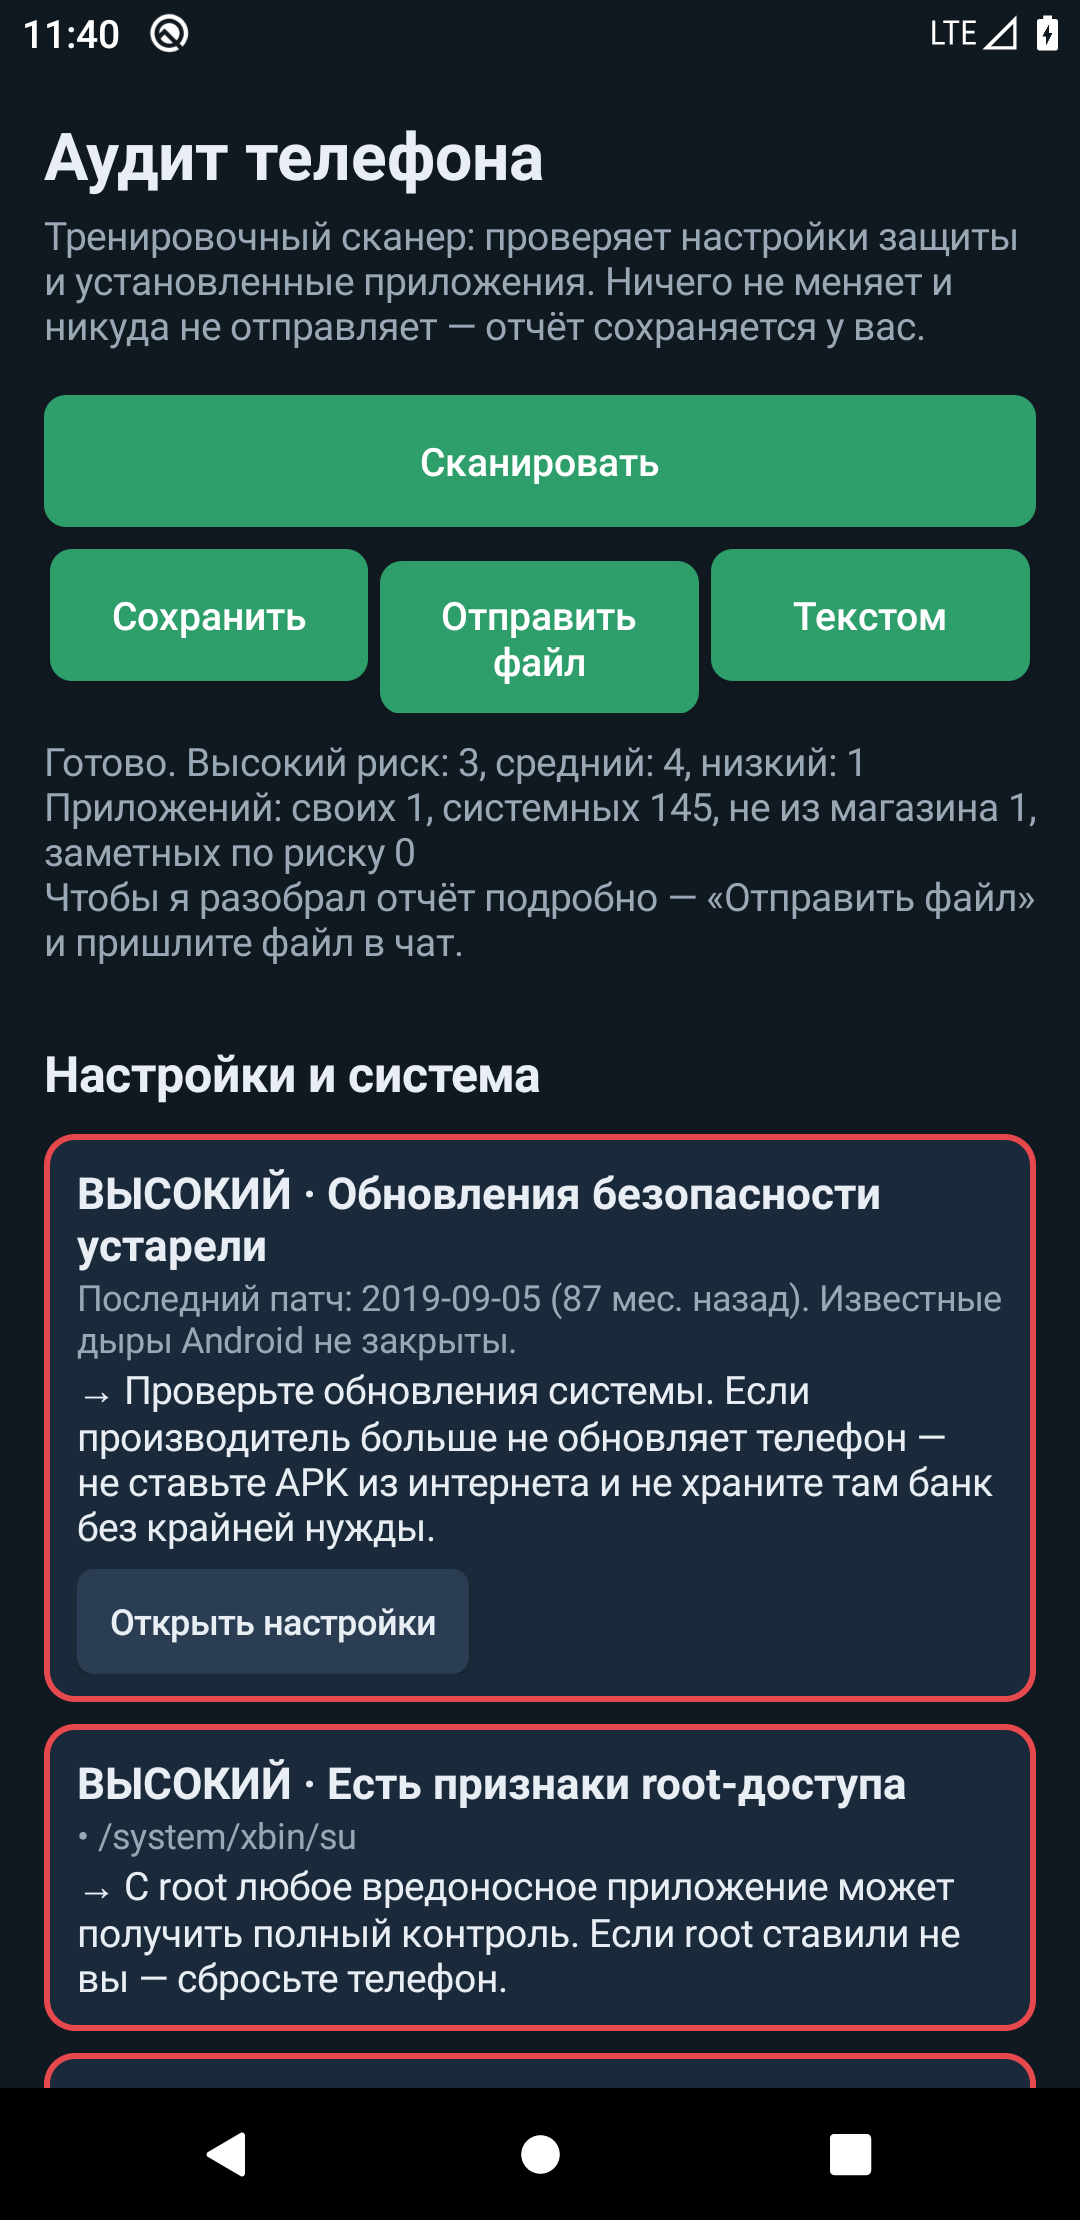 11:40
LTE
Аудит телефона
Тренировочный сканер: проверяет настройки защиты
и установленные приложения. Ничего не меняет и
никуда не отправляет — отчёт сохраняется у вас.
Сканировать
Сохранить
Отправить
файл
Текстом
Готово. Высокий риск: 3, средний: 4, низкий: 1
Приложений: своих 1, системных 145, не из магазина 1,
заметных по риску 0
Чтобы я разобрал отчёт подробно — «Отправить файл»
и пришлите файл в чат.
Настройки и система
ВЫСОКИЙ · Обновления безопасности
устарели
Последний патч: 2019-09-05 (87 мес. назад). Известные
дыры Android не закрыты.
→ Проверьте обновления системы. Если
производитель больше не обновляет телефон —
не ставьте APK из интернета и не храните там банк
без крайней нужды.
Открыть настройки
ВЫСОКИЙ · Есть признаки root-доступа
• /system/xbin/su
→ С root любое вредоносное приложение может
получить полный контроль. Если root ставили не
вы — сбросьте телефон.